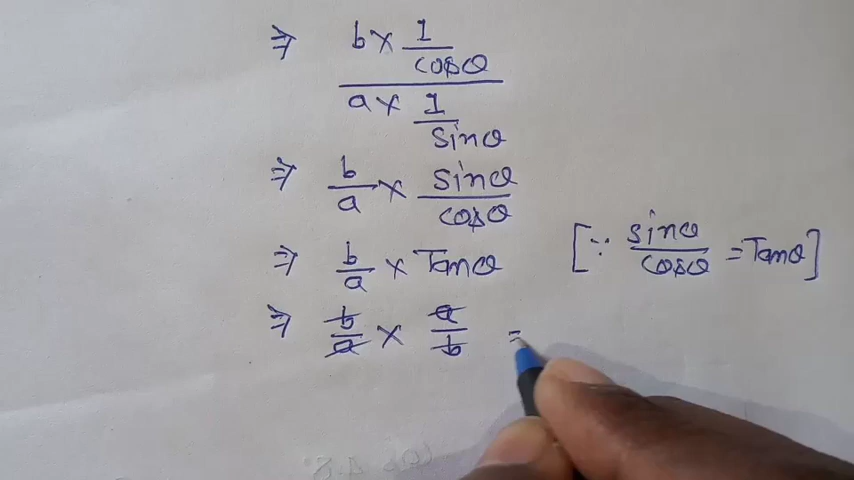 ⇒ b × 1/cosθ
a × 1/sinθ
⇒ b/a × sinθ/cosθ
⇒ b/a × Tanθ [∵ sinθ/cosθ = Tanθ]
⇒ b/a × a/b =